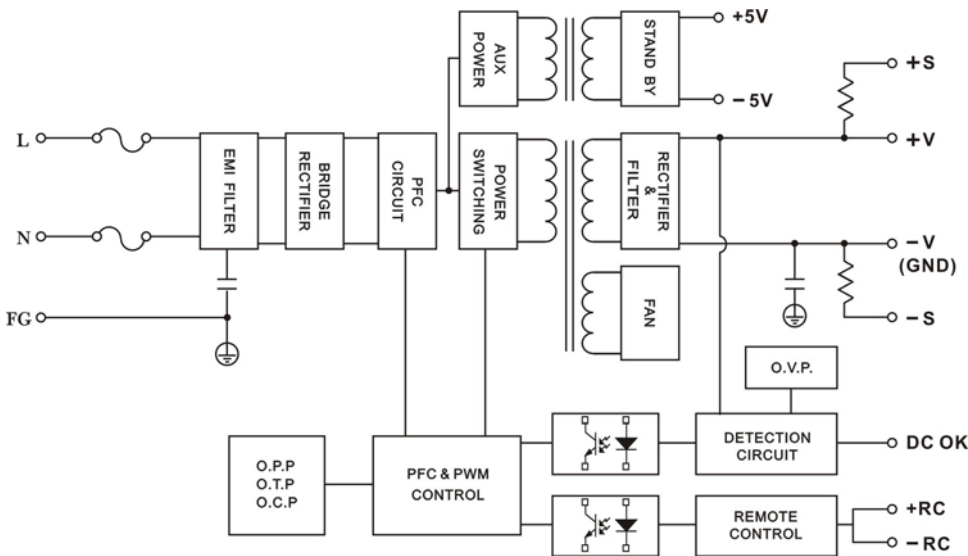 +5V
AUX
POWER
STAND BY
−5V
+S
L
+V
EMI FILTER
BRIDGE
RECTIFIER
PFC
CIRCUIT
POWER
SWITCHING
RECTIFIER
&
FILTER
N
−V
(GND)
FG
FAN
−S
O.V.P.
O.P.P
O.T.P
O.C.P
PFC & PWM
CONTROL
DETECTION
CIRCUIT
DC OK
REMOTE
CONTROL
+RC
−RC